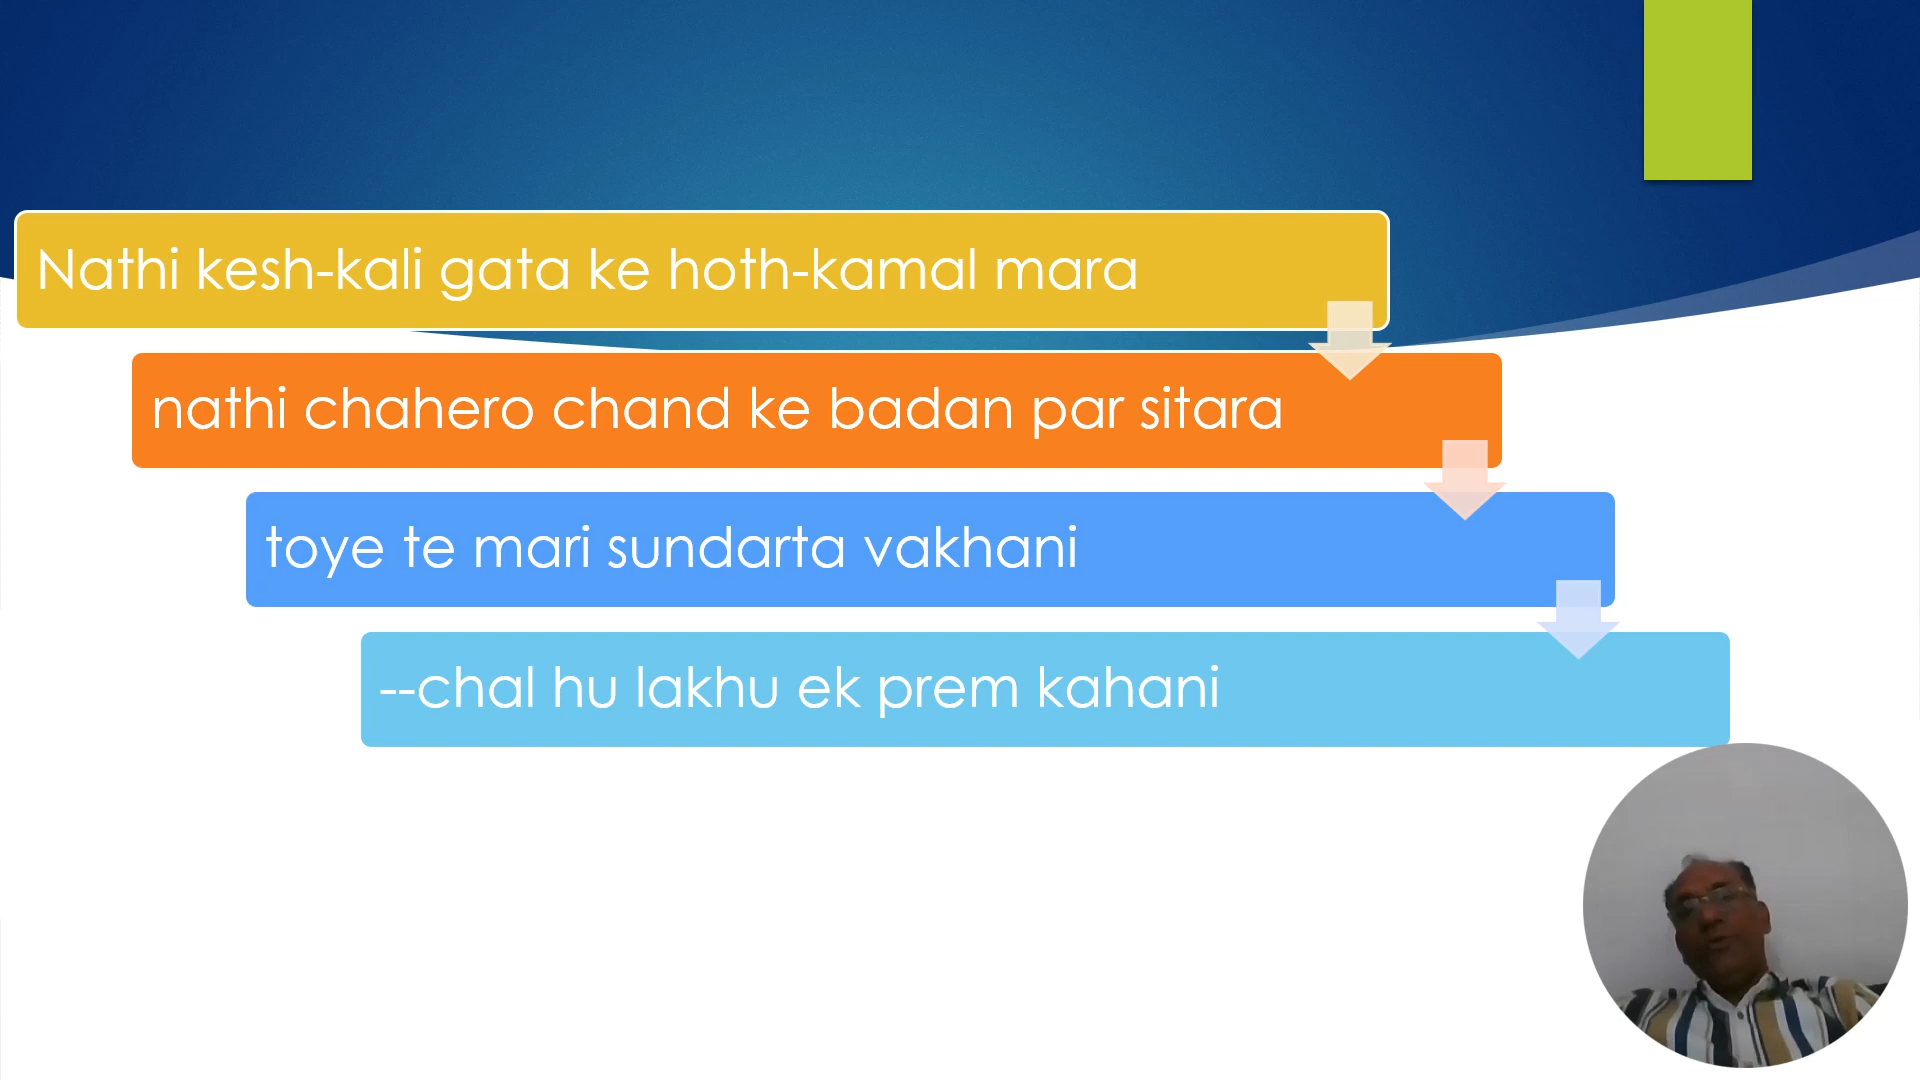 Nathi kesh-kali gata ke hoth-kamal mara
nathi chahero chand ke badan par sitara
toye te mari sundarta vakhani
--chal hu lakhu ek prem kahani